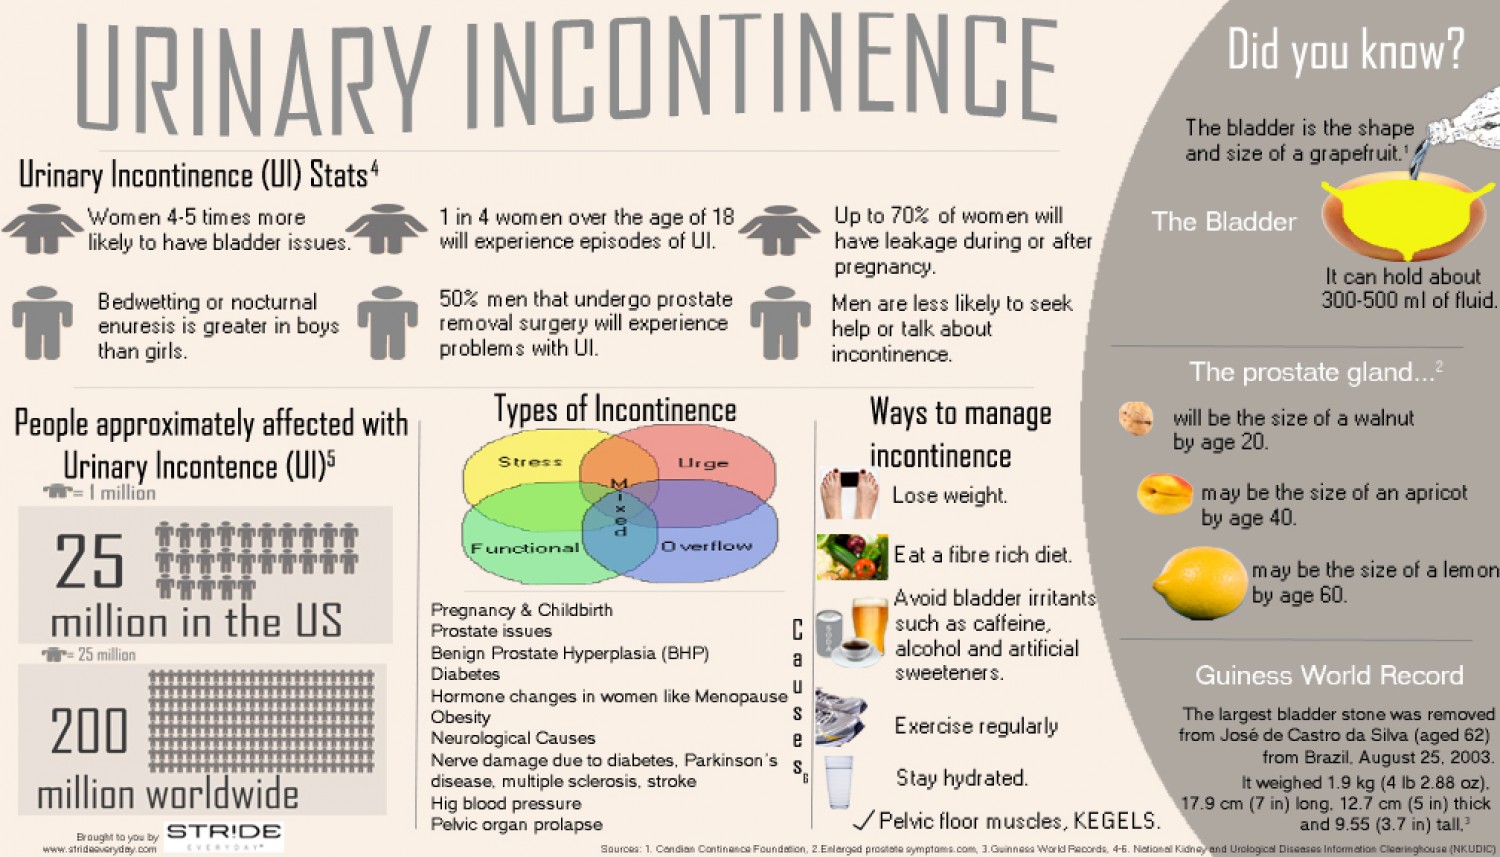 URINARY INCONTINENCE
Urinary Incontinence (UI) Stats4
Women 4-5 times more
likely to have bladder issues.
1 in 4 women over the age of 18
will experience episodes of UI.
Up to 70% of women will
have leakage during or after
pregnancy.
Bedwetting or nocturnal
enuresis is greater in boys
than girls.
50% men that undergo prostate
removal surgery will experience
problems with UI.
Men are less likely to seek
help or talk about
incontinence.
People approximately affected with
Urinary Incontence (UI)5
= 1 million
25
million in the US
= 25 million
200
million worldwide
Brought to you by
www.strideeveryday.com
STRIDE
EVERYDAY
Types of Incontinence
Stress
Urge
Mixed
Functional
Overflow
Pregnancy & Childbirth
Prostate issues
Benign Prostate Hyperplasia (BHP)
Diabetes
Hormone changes in women like Menopause
Obesity
Neurological Causes
Nerve damage due to diabetes, Parkinson's
disease, multiple sclerosis, stroke
Hig blood pressure
Pelvic organ prolapse
Causes6
Ways to manage
incontinence
Lose weight.
Eat a fibre rich diet.
Avoid bladder irritants
such as caffeine,
alcohol and artificial
sweeteners.
SODA
Exercise regularly
Stay hydrated.
✓Pelvic floor muscles, KEGELS.
Did you know?
The bladder is the shape
and size of a grapefruit.1
The Bladder
It can hold about
300-500 ml of fluid.
The prostate gland...2
will be the size of a walnut
by age 20.
may be the size of an apricot
by age 40.
may be the size of a lemon
by age 60.
Guiness World Record
The largest bladder stone was removed
from José de Castro da Silva (aged 62)
from Brazil, August 25, 2003.
It weighed 1.9 kg (4 lb 2.88 oz),
17.9 cm (7 in) long, 12.7 cm (5 in) thick
and 9.55 (3.7 in) tall,3
Sources: 1. Candian Continence Foundation, 2.Enlarged prostate symptoms.com, 3.Guinness World Records, 4-6. National Kidney and Urological Diseases Information Clearinghouse (NKUDIC)